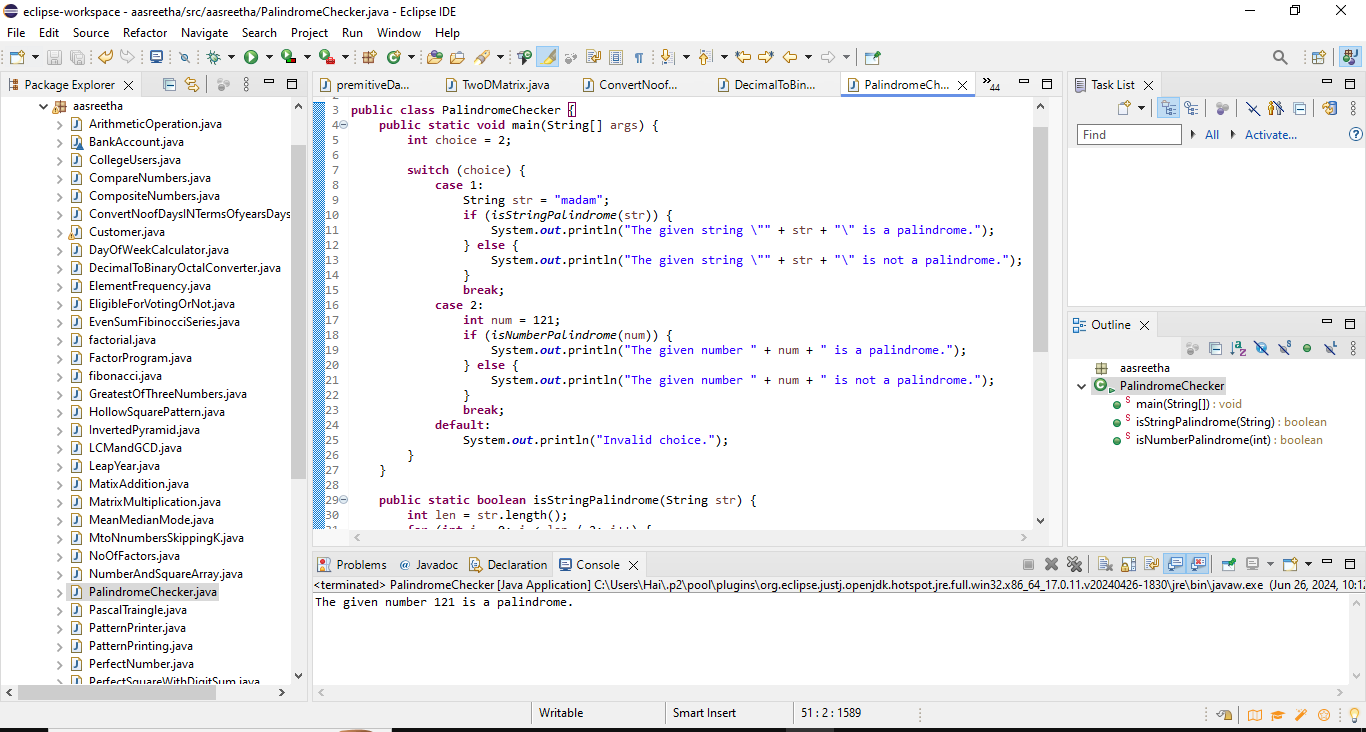 eclipse-workspace - aasreetha/src/aasreetha/PalindromeChecker.java - Eclipse IDE
File Edit Source Refactor Navigate Search Project Run Window Help
Package Explorer
aasreetha
ArithmeticOperation.java
BankAccount.java
CollegeUsers.java
CompareNumbers.java
CompositeNumbers.java
ConvertNoofDaysINTermsOfyearsDays
Customer.java
DayOfWeekCalculator.java
DecimalToBinaryOctalConverter.java
ElementFrequency.java
EligibleForVotingOrNot.java
EvenSumFibinocciSeries.java
factorial.java
FactorProgram.java
fibonacci.java
GreatestOfThreeNumbers.java
HollowSquarePattern.java
InvertedPyramid.java
LCMandGCD.java
LeapYear.java
MatixAddition.java
MatrixMultiplication.java
MeanMedianMode.java
MtoNnumbersSkippingK.java
NoOfFactors.java
NumberAndSquareArray.java
PalindromeChecker.java
PascalTraingle.java
PatternPrinter.java
PatternPrinting.java
PerfectNumber.java
PerfectSquareWithDigitSum.java
premitiveDa... TwoDMatrix.java ConvertNoof... DecimalToBin... PalindromeCh... »44
3 public class PalindromeChecker {
4 public static void main(String[] args) {
5 int choice = 2;
6
7 switch (choice) {
8 case 1:
9 String str = "madam";
10 if (isStringPalindrome(str)) {
11 System.out.println("The given string \"" + str + "\" is a palindrome.");
12 } else {
13 System.out.println("The given string \"" + str + "\" is not a palindrome.");
14 }
15 break;
16 case 2:
17 int num = 121;
18 if (isNumberPalindrome(num)) {
19 System.out.println("The given number " + num + " is a palindrome.");
20 } else {
21 System.out.println("The given number " + num + " is not a palindrome.");
22 }
23 break;
24 default:
25 System.out.println("Invalid choice.");
26 }
27 }
28
29 public static boolean isStringPalindrome(String str) {
30 int len = str.length();
31 for (int i = 0; i < len / 2; i++) {
Task List
Find All Activate...
Outline
aasreetha
PalindromeChecker
main(String[]) : void
isStringPalindrome(String) : boolean
isNumberPalindrome(int) : boolean
Problems Javadoc Declaration Console
<terminated> PalindromeChecker [Java Application] C:\Users\Hai\.p2\pool\plugins\org.eclipse.justj.openjdk.hotspot.jre.full.win32.x86_64_17.0.11.v20240426-1830\jre\bin\javaw.exe (Jun 26, 2024, 10:12
The given number 121 is a palindrome.
Writable Smart Insert 51 : 2 : 1589